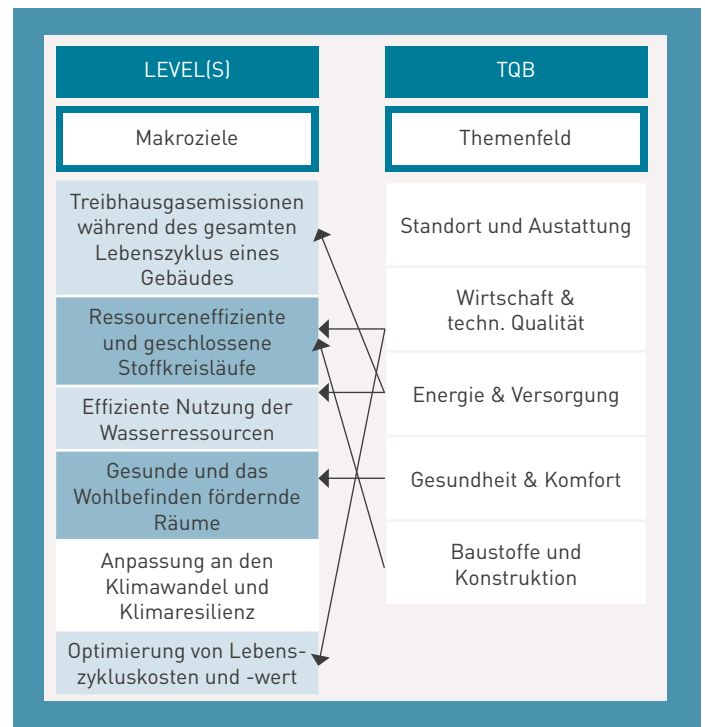 LEVEL(S)
Makroziele
Treibhausgasemissionen
während des gesamten
Lebenszyklus eines
Gebäudes
Ressourceneffiziente
und geschlossene
Stoffkreisläufe
Effiziente Nutzung der
Wasserressourcen
Gesunde und das
Wohlbefinden fördernde
Räume
Anpassung an den
Klimawandel und
Klimaresilienz
Optimierung von Lebens-
zykluskosten und -wert
TQB
Themenfeld
Standort und Austattung
Wirtschaft &
techn. Qualität
Energie & Versorgung
Gesundheit & Komfort
Baustoffe und
Konstruktion